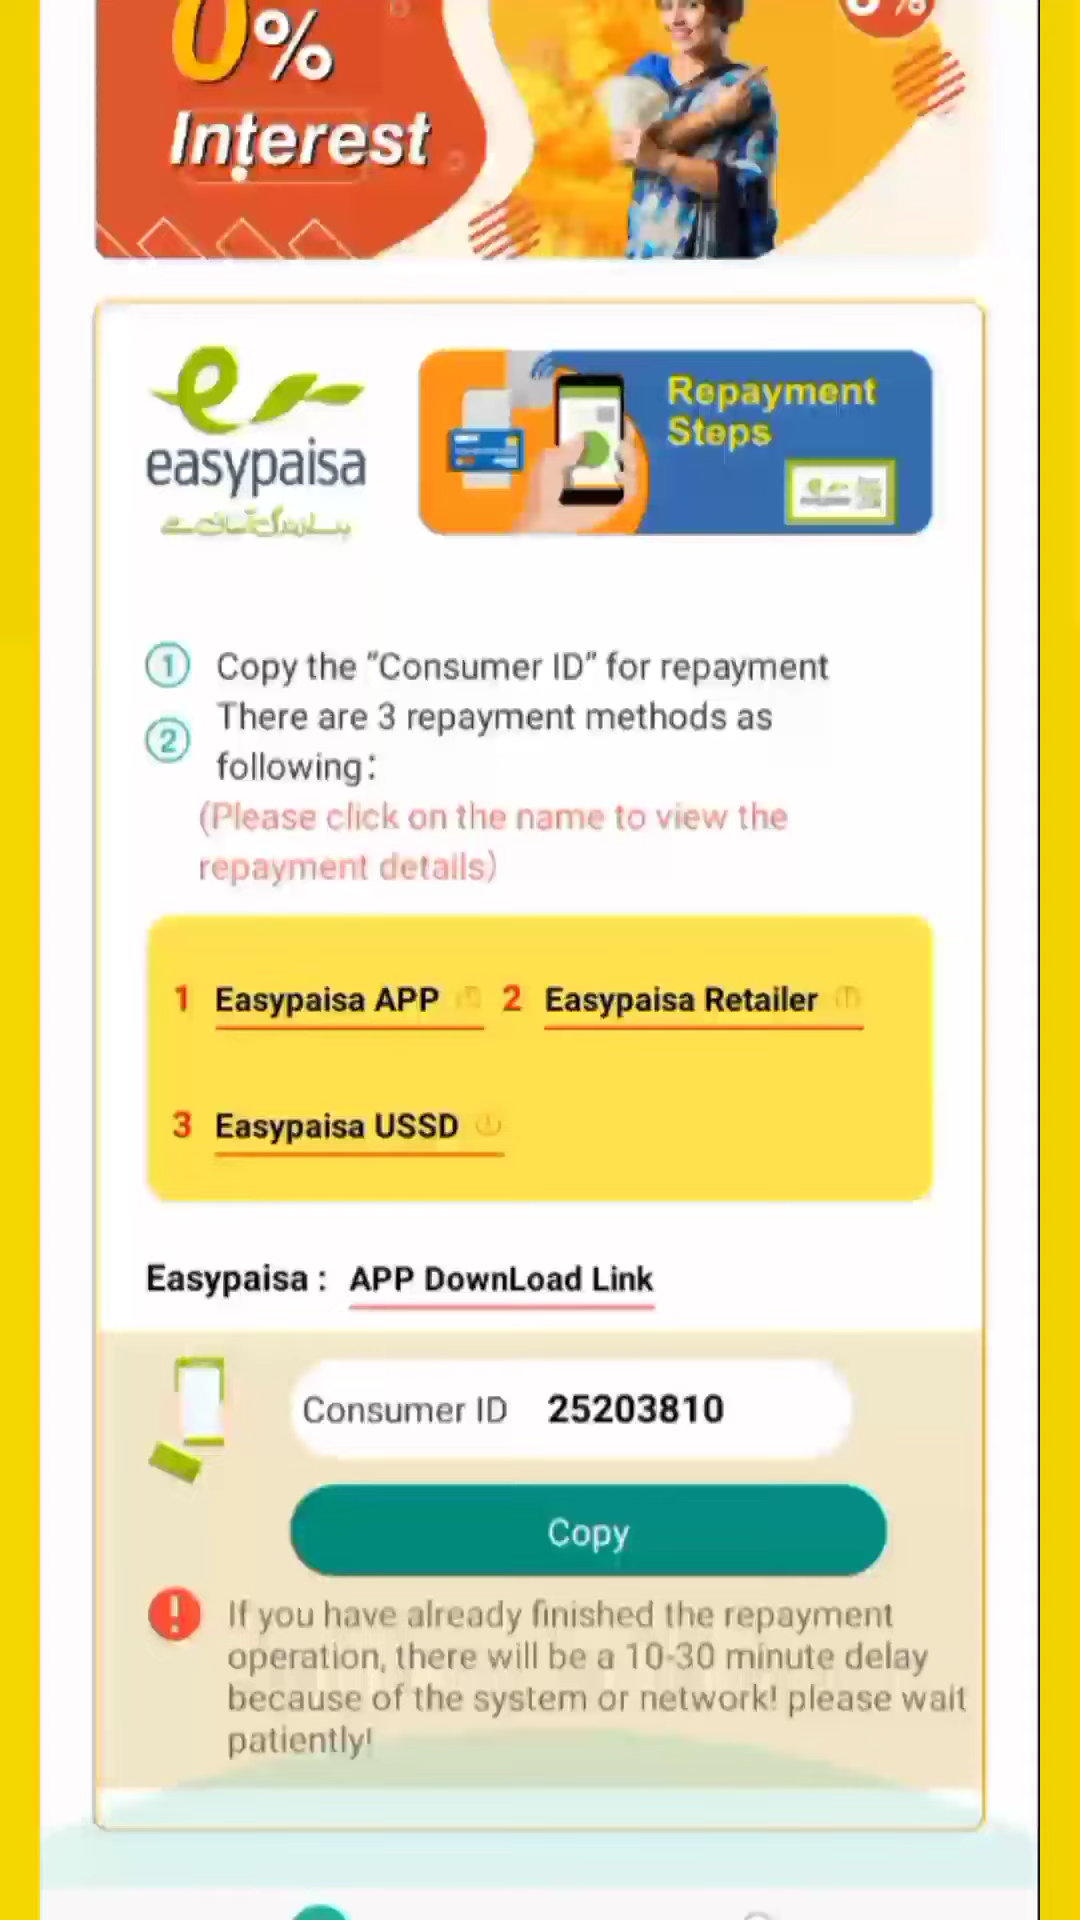 0%
Interest
easypaisa
Repayment
Steps
1 Copy the "Consumer ID" for repayment
2 There are 3 repayment methods as
following:
(Please click on the name to view the
repayment details)
1 Easypaisa APP 2 Easypaisa Retailer
3 Easypaisa USSD
Easypaisa : APP DownLoad Link
Consumer ID 25203810
Copy
If you have already finished the repayment
operation, there will be a 10-30 minute delay
because of the system or network! please wait
patiently!